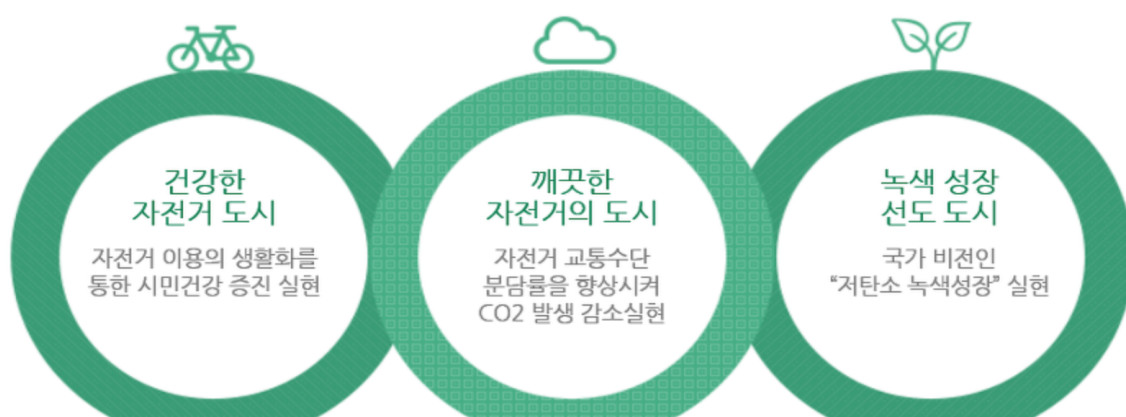 건강한
자전거 도시
자전거 이용의 생활화를
통한 시민건강 증진 실현
깨끗한
자전거의 도시
자전거 교통수단
분담률을 향상시켜
CO2 발생 감소실현
녹색 성장
선도 도시
국가 비전인
“저탄소 녹색성장” 실현